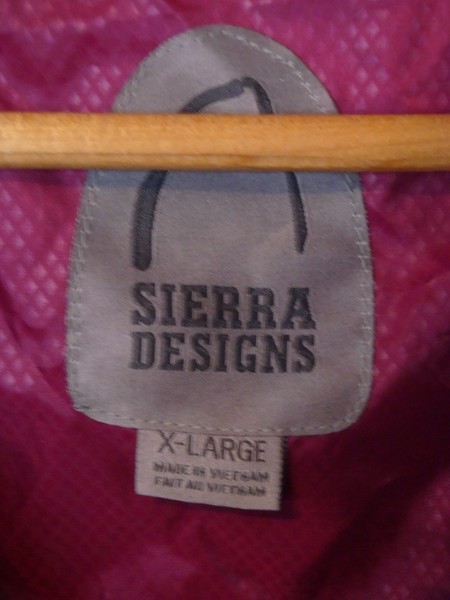 SIERRA
DESIGNS
X-LARGE
MADE IN VIETNAM
FAIT AU VIETNAM